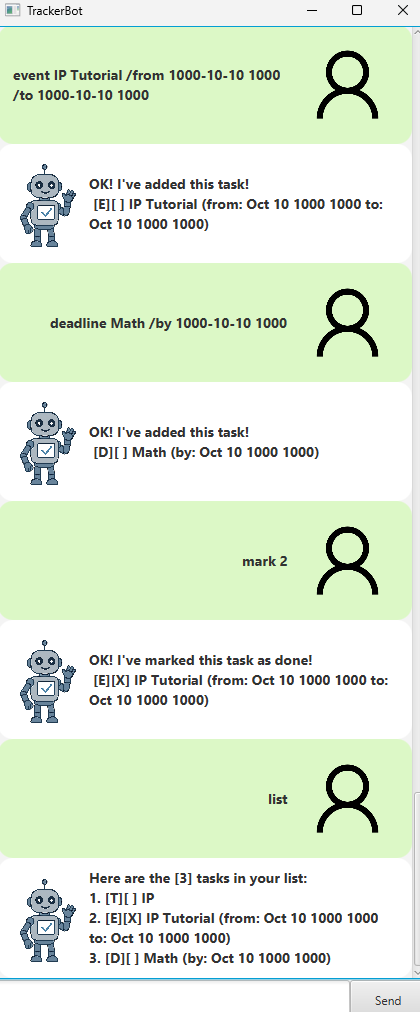 TrackerBot
event IP Tutorial /from 1000-10-10 1000
/to 1000-10-10 1000
OK! I've added this task!
[E][ ] IP Tutorial (from: Oct 10 1000 1000 to:
Oct 10 1000 1000)
deadline Math /by 1000-10-10 1000
OK! I've added this task!
[D][ ] Math (by: Oct 10 1000 1000)
mark 2
OK! I've marked this task as done!
[E][X] IP Tutorial (from: Oct 10 1000 1000 to:
Oct 10 1000 1000)
list
Here are the [3] tasks in your list:
1. [T][ ] IP
2. [E][X] IP Tutorial (from: Oct 10 1000 1000
to: Oct 10 1000 1000)
3. [D][ ] Math (by: Oct 10 1000 1000)
Send